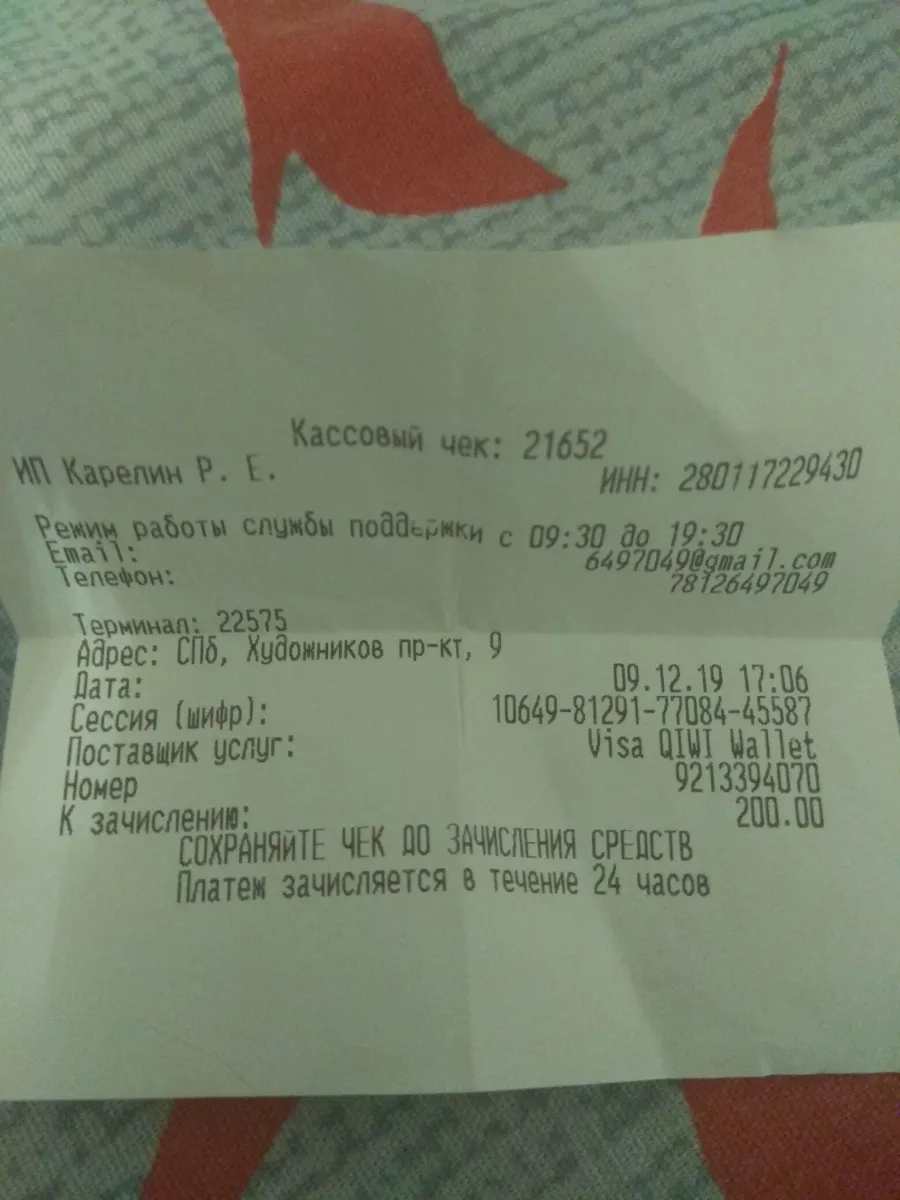 Кассовый чек: 21652
ИП Карелин Р. Е. ИНН: 280117229430
Режим работы службы поддержки с 09:30 до 19:30
Email: 6497049@gmail.com
Телефон: 78126497049
Терминал: 22575
Адрес: СПб, Художников пр-кт, 9
Дата: 09.12.19 17:06
Сессия (шифр): 10649-81291-77084-45587
Поставщик услуг: Visa QIWI Wallet
Номер 9213394070
К зачислению: 200.00
СОХРАНЯЙТЕ ЧЕК ДО ЗАЧИСЛЕНИЯ СРЕДСТВ
Платеж зачисляется в течение 24 часов